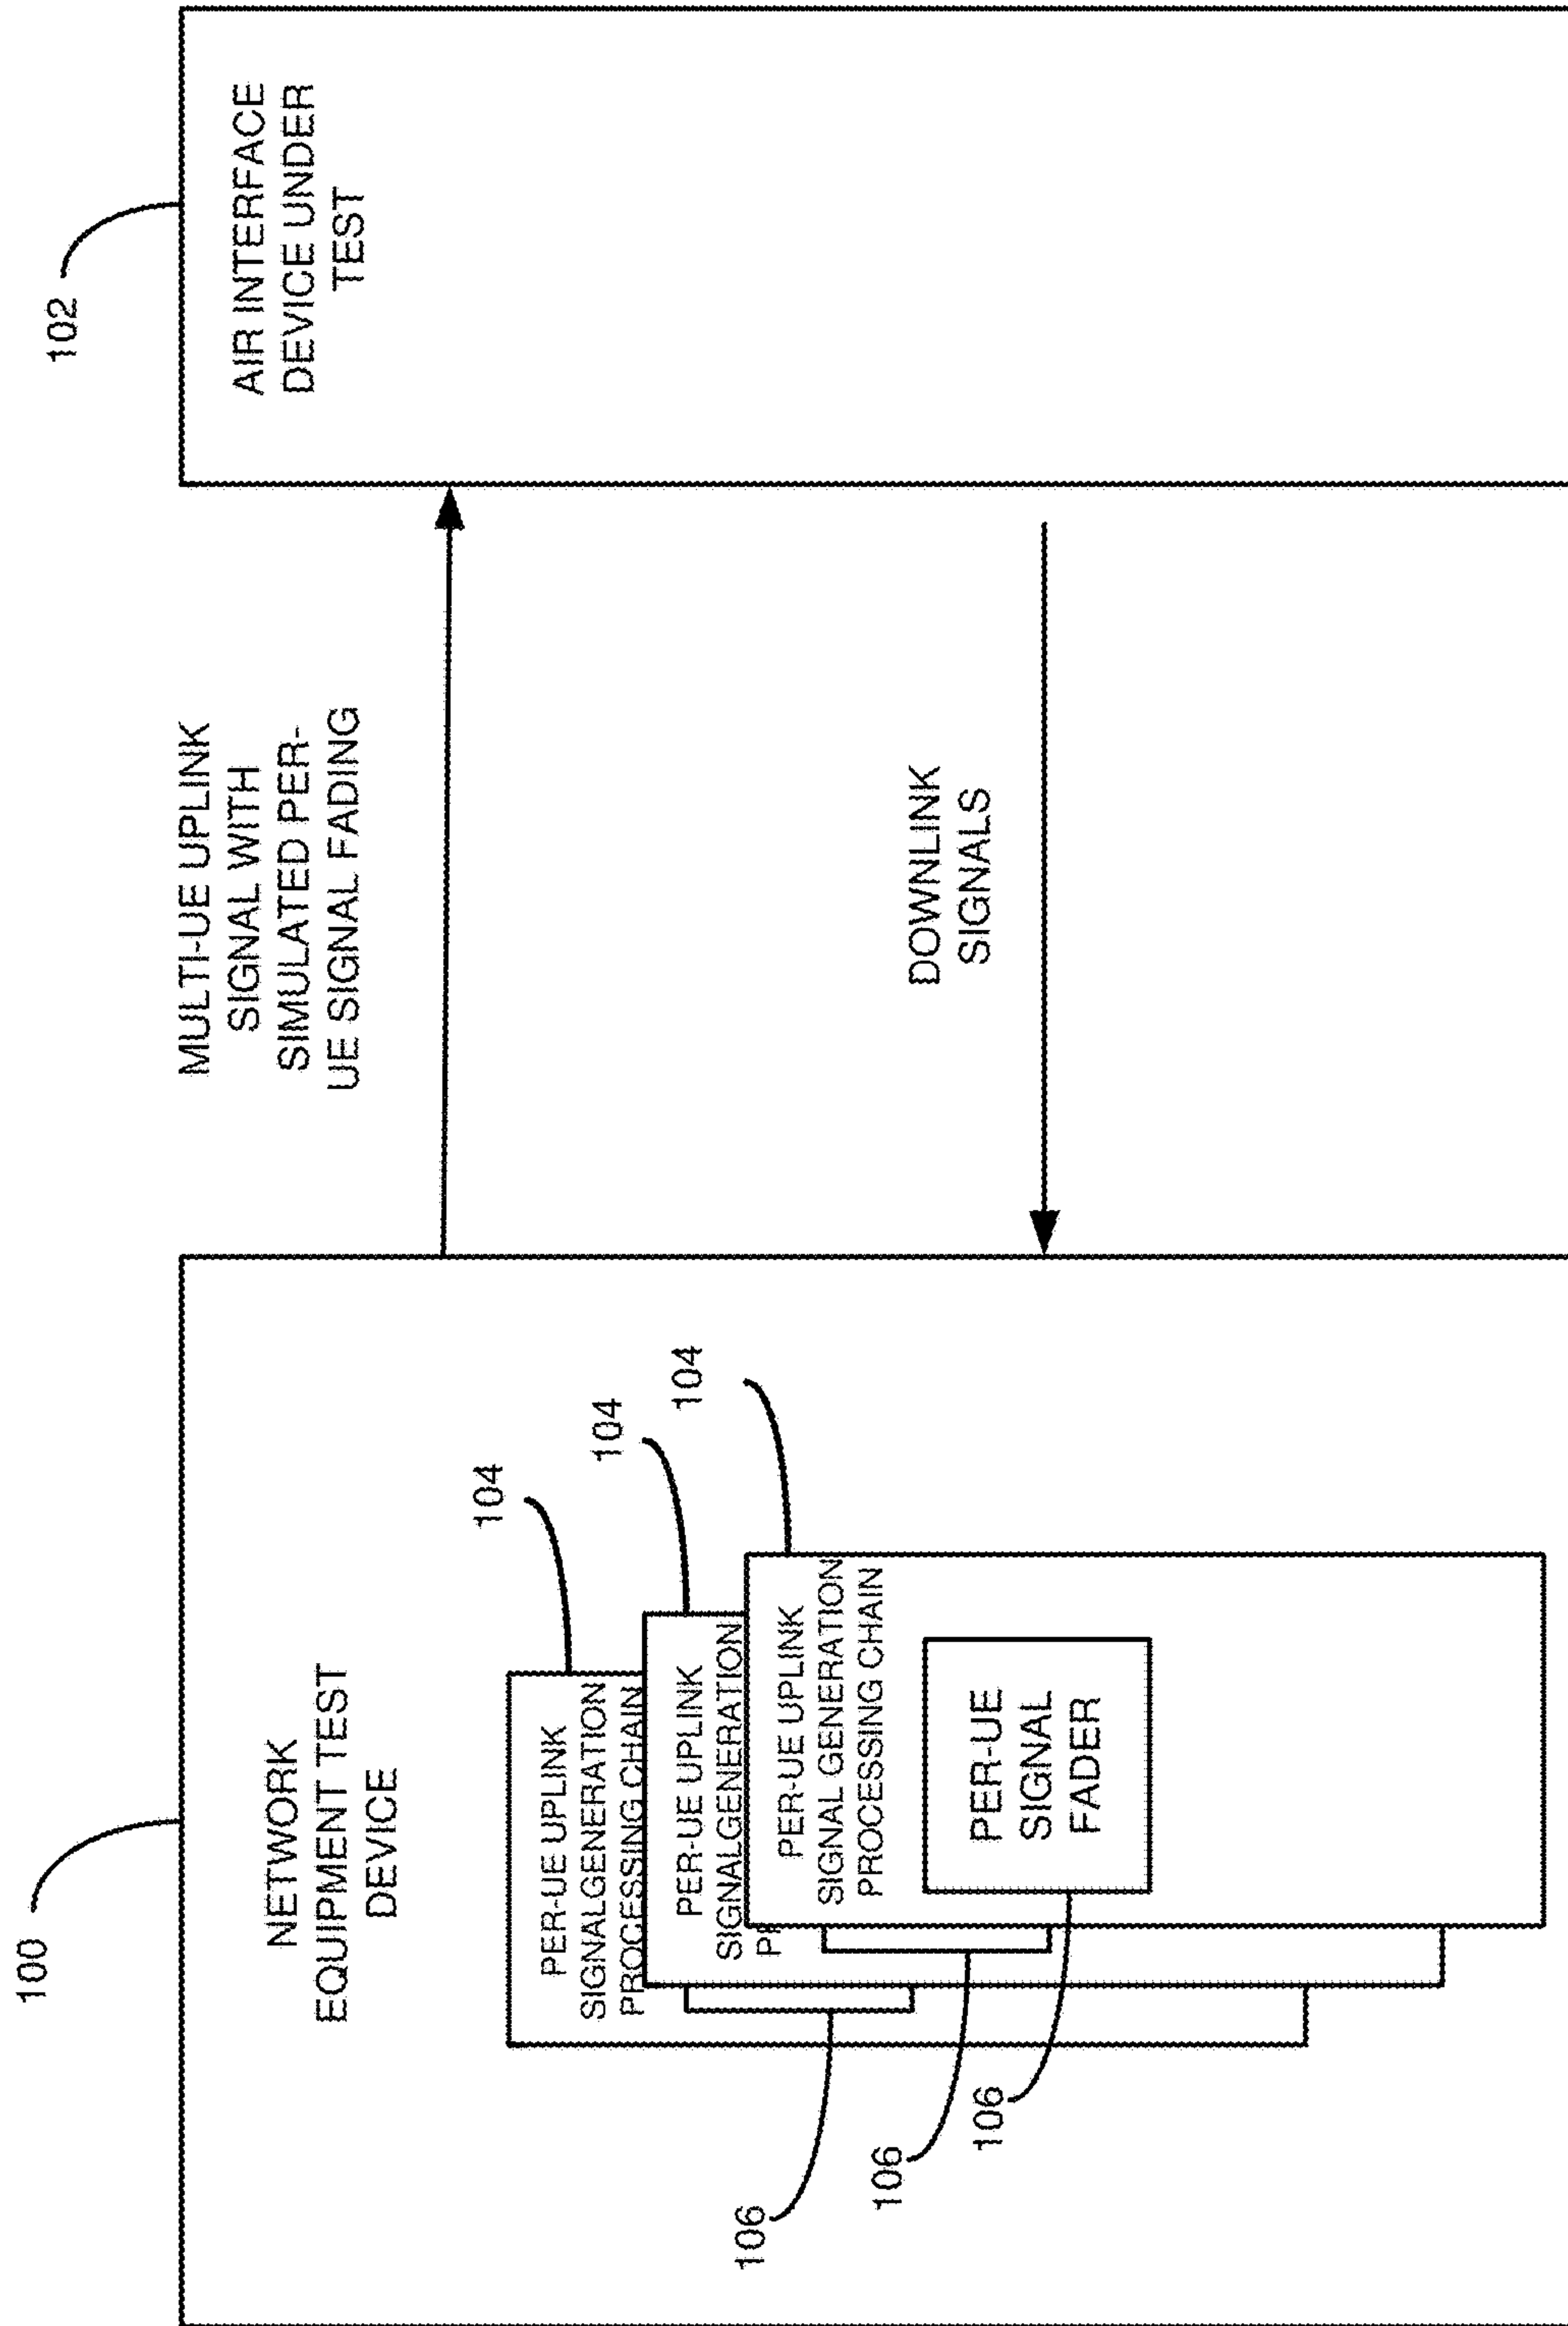 100
NETWORK
EQUIPMENT TEST
DEVICE
104
PER-UE UPLINK
SIGNALGENERATION
PROCESSING CHAIN
104
PER-UE UPLINK
SIGNALGENERATION
104
PER-UE UPLINK
SIGNAL GENERATION
PROCESSING CHAIN
PER-UE
SIGNAL
FADER
106
106
106
MULTI-UE UPLINK
SIGNAL WITH
SIMULATED PER-
UE SIGNAL FADING
DOWNLINK
SIGNALS
102
AIR INTERFACE
DEVICE UNDER
TEST